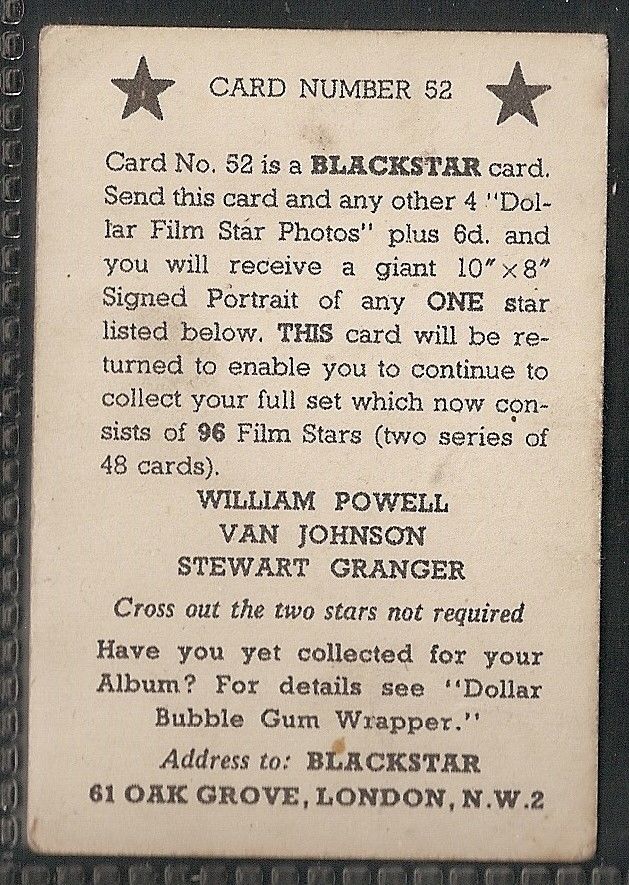 CARD NUMBER 52
Card No. 52 is a BLACKSTAR card.
Send this card and any other 4 "Dol-
lar Film Star Photos" plus 6d. and
you will receive a giant 10″ × 8″
Signed Portrait of any ONE star
listed below. THIS card will be re-
turned to enable you to continue to
collect your full set which now con-
sists of 96 Film Stars (two series of
48 cards).
WILLIAM POWELL
VAN JOHNSON
STEWART GRANGER
Cross out the two stars not required
Have you yet collected for your
Album? For details see "Dollar
Bubble Gum Wrapper."
Address to: BLACKSTAR
61 OAK GROVE, LONDON, N.W.2